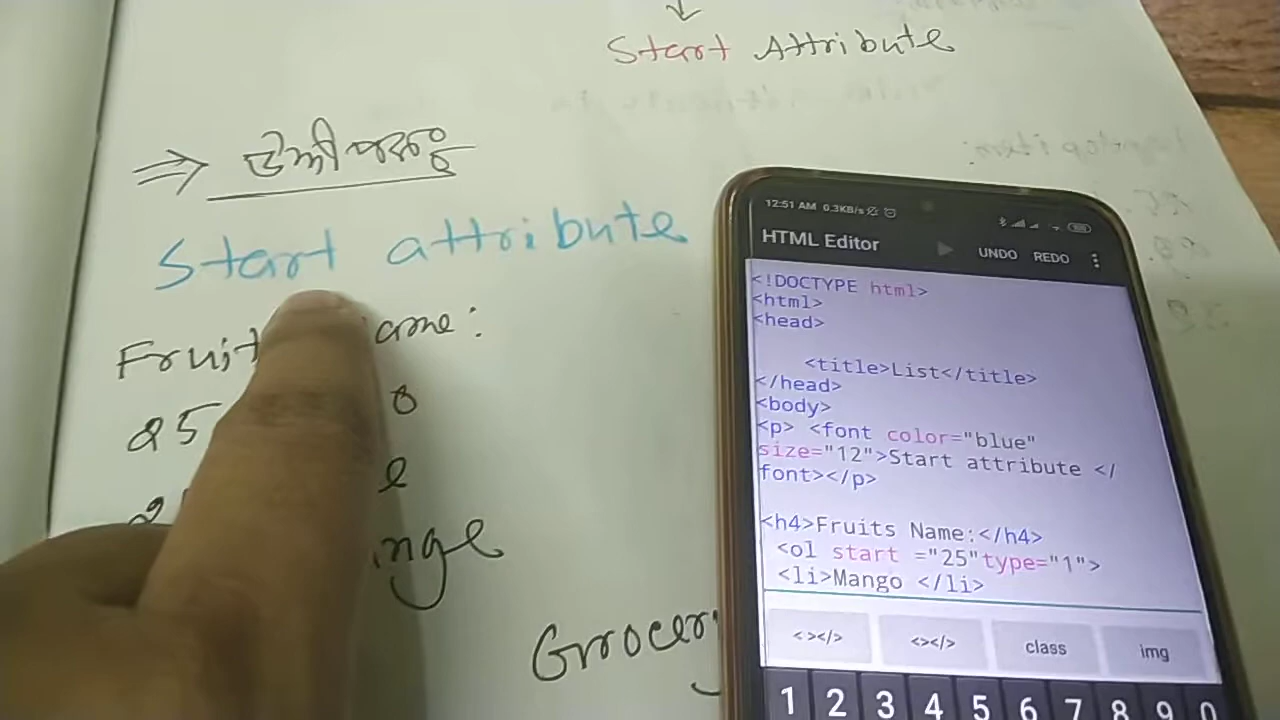 Start Attribute
⇒ উদ্দীপকঃ
Start attribute
Fruit ame:
25 o
2 e
inge
Grocer
12:51 AM 0.3KB/s
HTML Editor UNDO REDO
<!DOCTYPE html>
<html>
<head>
<title>List</title>
</head>
<body>
<p> <font color="blue"
size="12">Start attribute </
font></p>
<h4>Fruits Name:</h4>
<ol start ="25"type="1">
<li>Mango </li>
<></> <></> class img
1 2 3 4 5 6 7 8 9 0